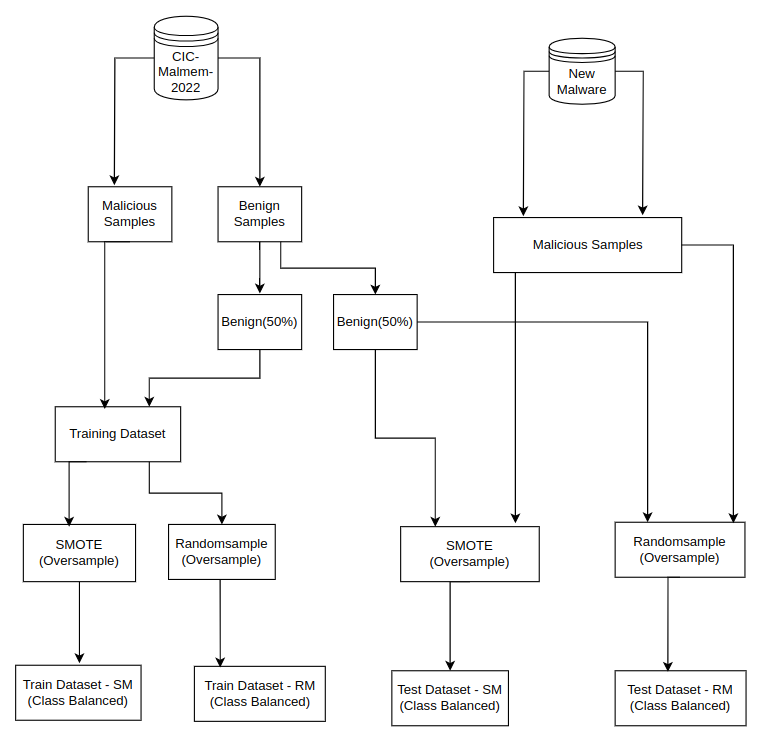 CIC-
Malmem-
2022
New
Malware
Malicious
Samples
Benign
Samples
Malicious Samples
Benign(50%)
Benign(50%)
Training Dataset
SMOTE
(Oversample)
Randomsample
(Oversample)
SMOTE
(Oversample)
Randomsample
(Oversample)
Train Dataset - SM
(Class Balanced)
Train Dataset - RM
(Class Balanced)
Test Dataset - SM
(Class Balanced)
Test Dataset - RM
(Class Balanced)